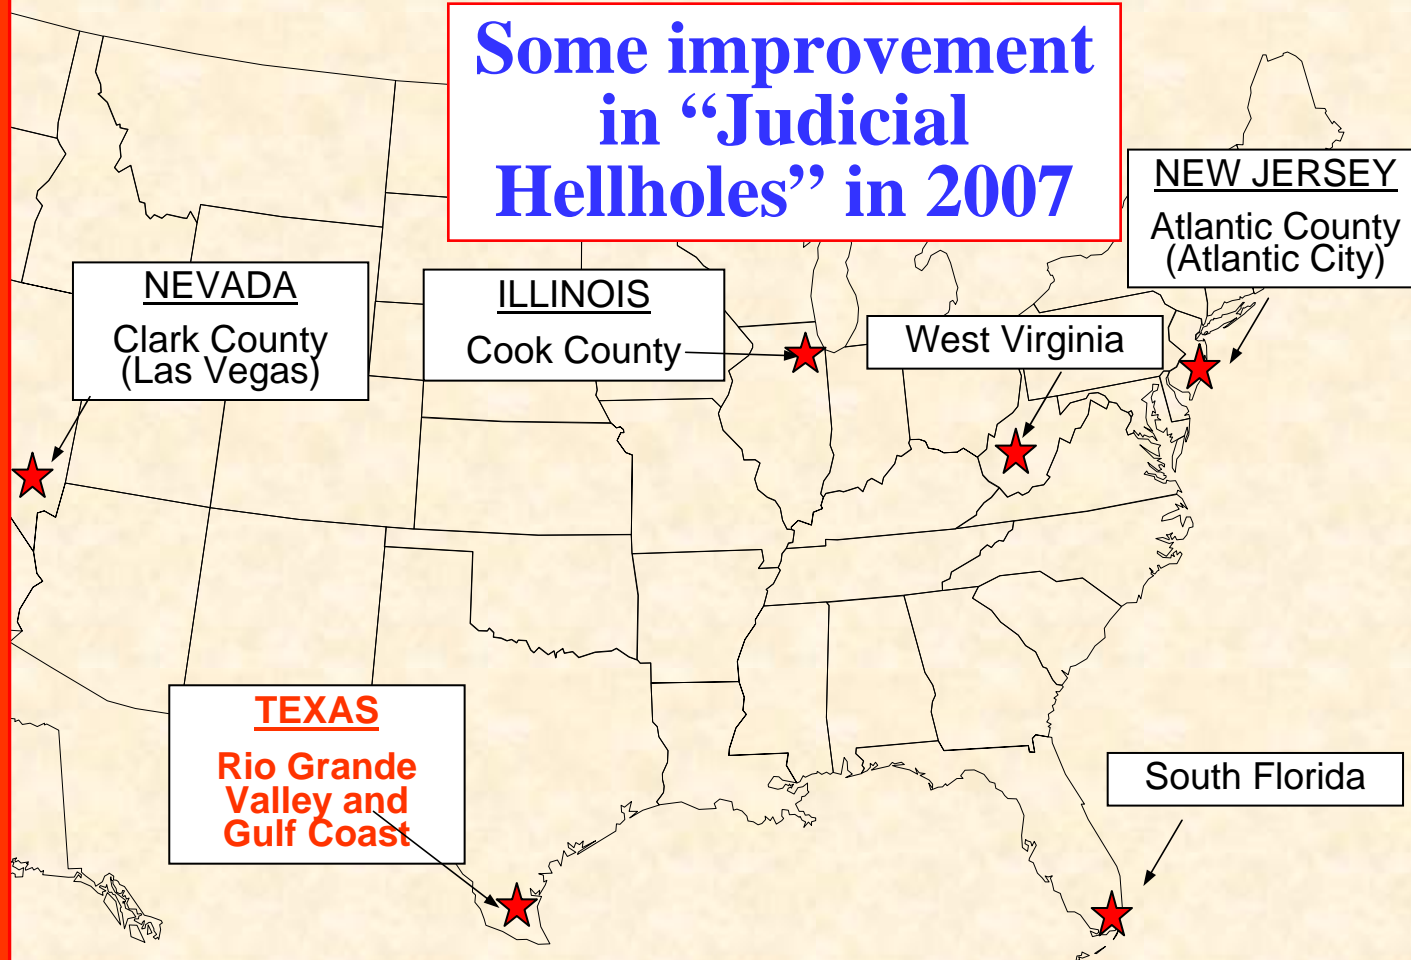 Some improvement
in “Judicial
Hellholes” in 2007
NEW JERSEY
Atlantic County
(Atlantic City)
NEVADA
Clark County
(Las Vegas)
ILLINOIS
Cook County
West Virginia
TEXAS
Rio Grande
Valley and
Gulf Coast
South Florida